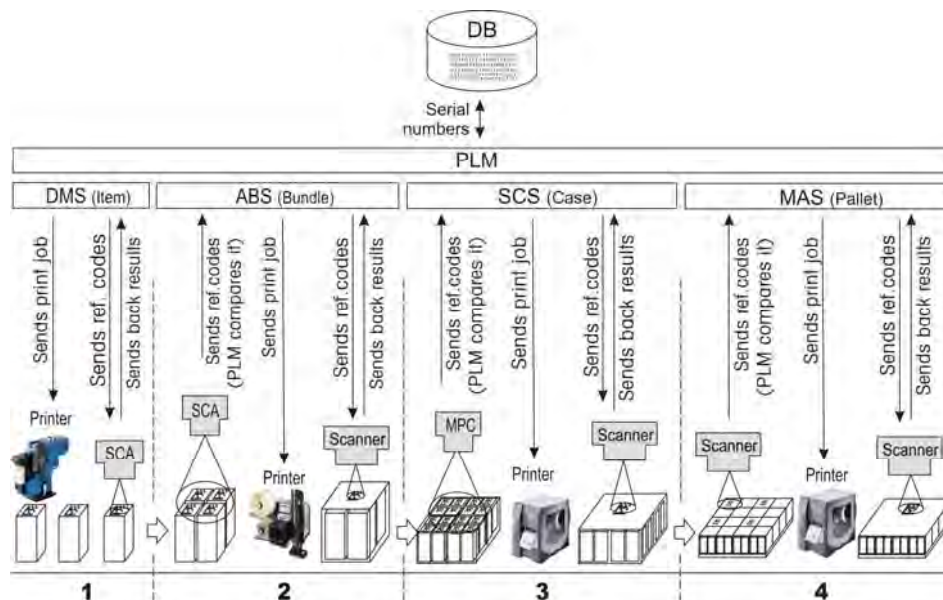 DB
Serial
numbers
PLM
DMS (Item)
ABS (Bundle)
SCS (Case)
MAS (Pallet)
Sends print job
Sends ref. codes
Sends back results
Sends ref.codes
(PLM compares it)
Sends print job
Sends ref.codes
Sends back results
Sends ref.codes
(PLM compares it)
Sends print job
Sends ref.codes
Sends back results
Sends ref.codes
(PLM compares it)
Sends print job
Sends ref.codes
Sends back results
Printer
SCA
SCA
Printer
Scanner
MPC
Printer
Scanner
Scanner
Printer
Scanner
1
2
3
4